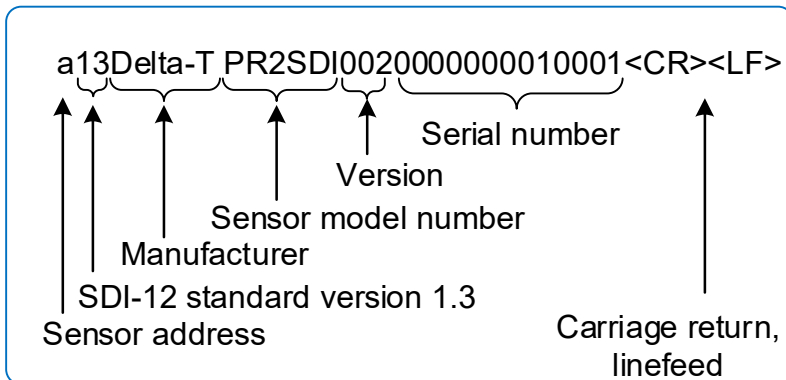 a13Delta-T PR2SDI0020000000010001<CR><LF>
Serial number
Version
Sensor model number
Manufacturer
SDI-12 standard version 1.3
Sensor address
Carriage return,
linefeed